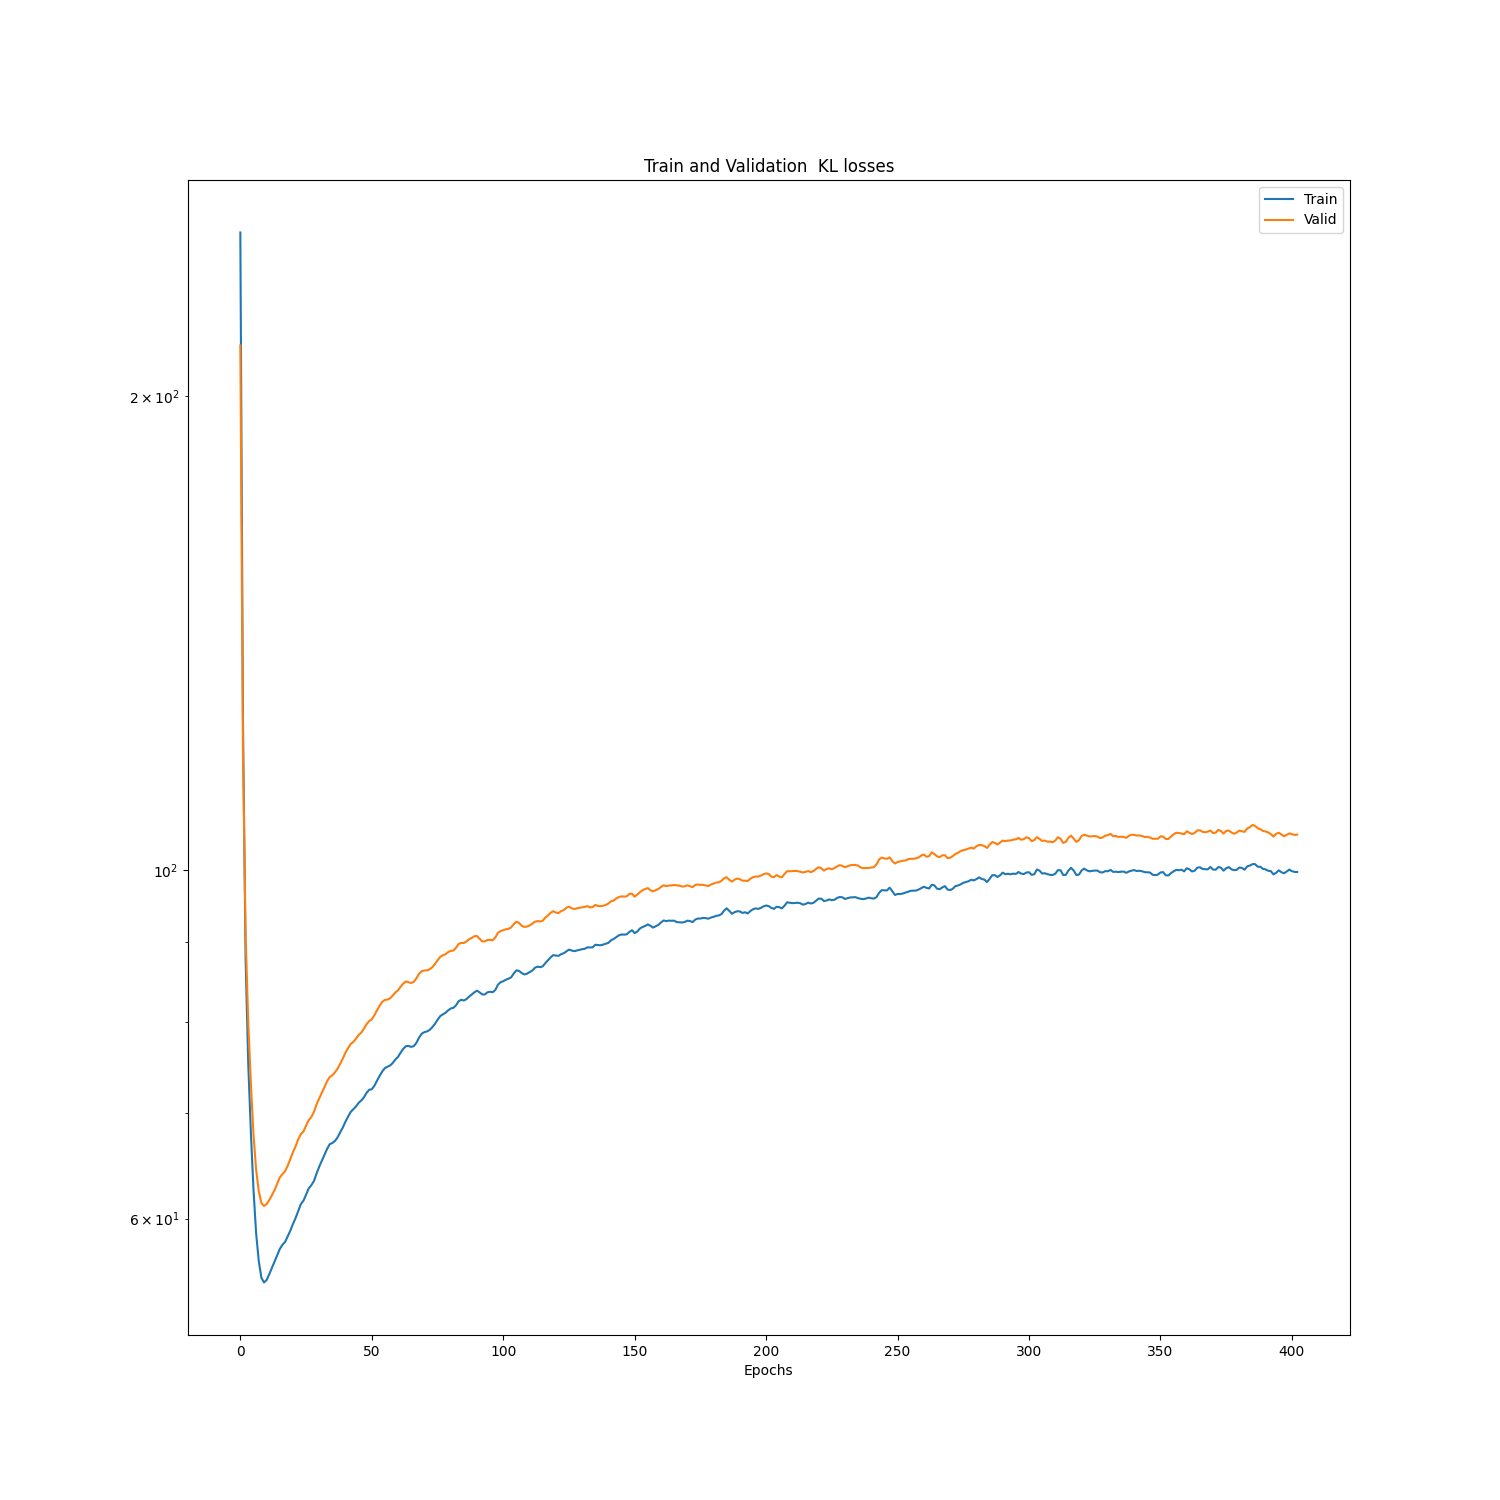 Train and Validation  KL losses
Train
Valid
2 × 10²
10²
6 × 10¹
0 50 100 150 200 250 300 350 400
Epochs